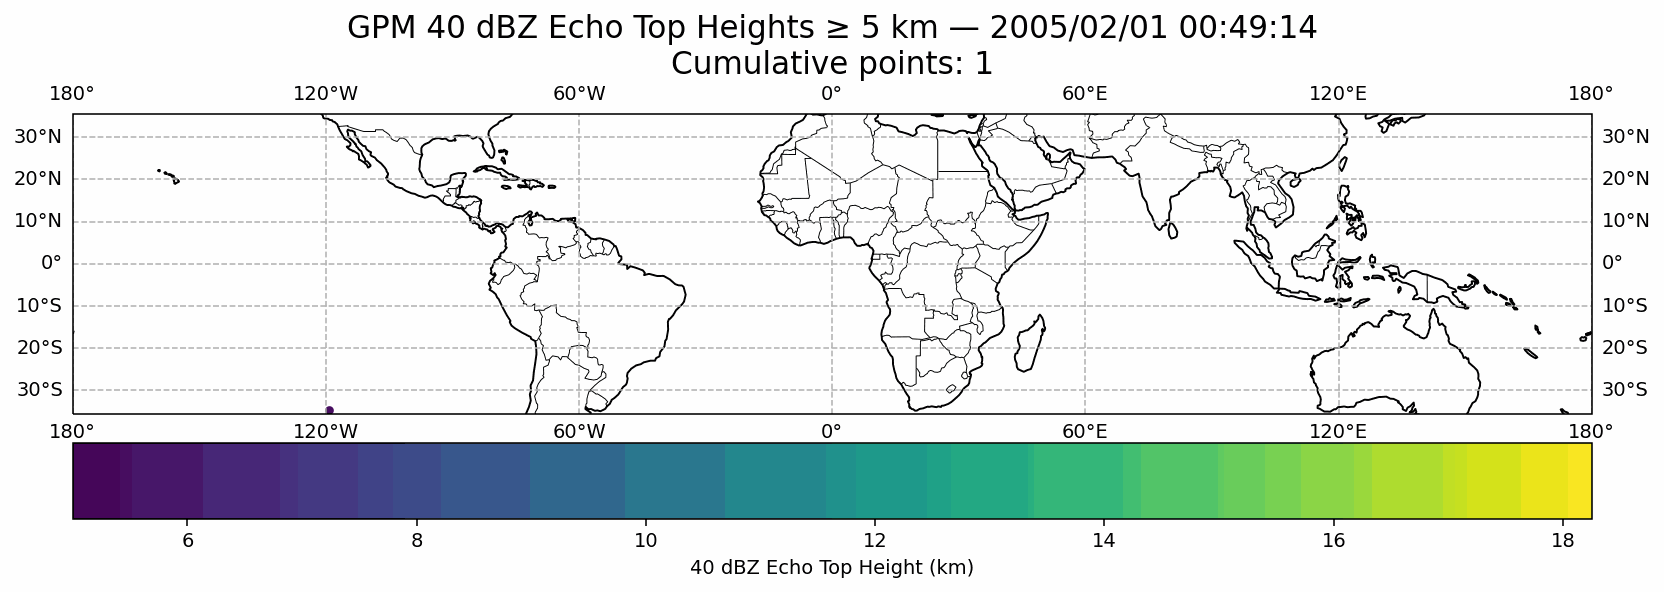 GPM 40 dBZ Echo Top Heights ≥ 5 km — 2005/02/01 00:49:14
Cumulative points: 1
180° 120°W 60°W 0° 60°E 120°E 180°
30°N 30°N
20°N 20°N
10°N 10°N
0° 0°
10°S 10°S
20°S 20°S
30°S 30°S
180° 120°W 60°W 0° 60°E 120°E 180°
6 8 10 12 14 16 18
40 dBZ Echo Top Height (km)